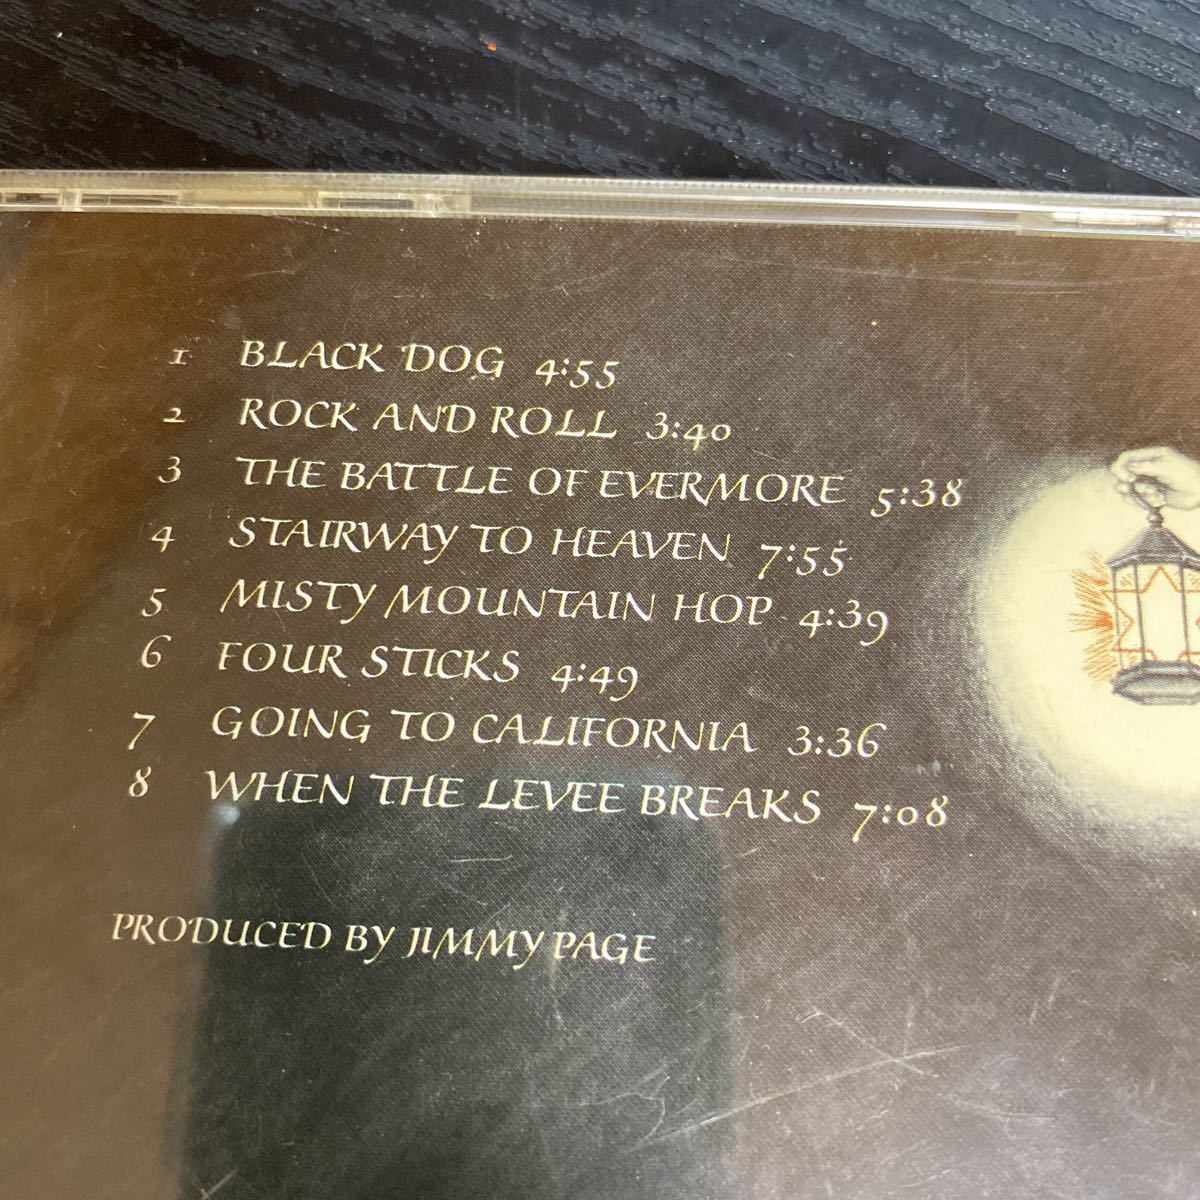 1 BLACK DOG 4:55
2 ROCK AND ROLL 3:40
3 THE BATTLE OF EVERMORE 5:38
4 STAIRWAY TO HEAVEN 7:55
5 MISTY MOUNTAIN HOP 4:39
6 FOUR STICKS 4:49
7 GOING TO CALIFORNIA 3:36
8 WHEN THE LEVEE BREAKS 7:08
PRODUCED BY JIMMY PAGE